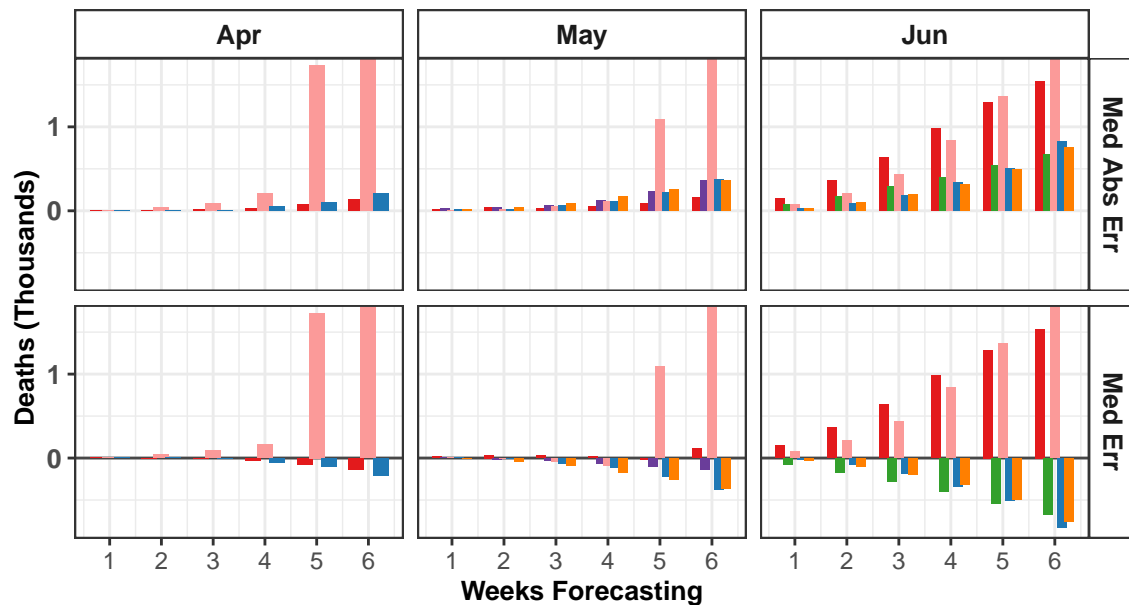 Apr May Jun
Deaths (Thousands)
1
0
Med Abs Err
1
0
Med Err
1 2 3 4 5 6 1 2 3 4 5 6 1 2 3 4 5 6
Weeks Forecasting